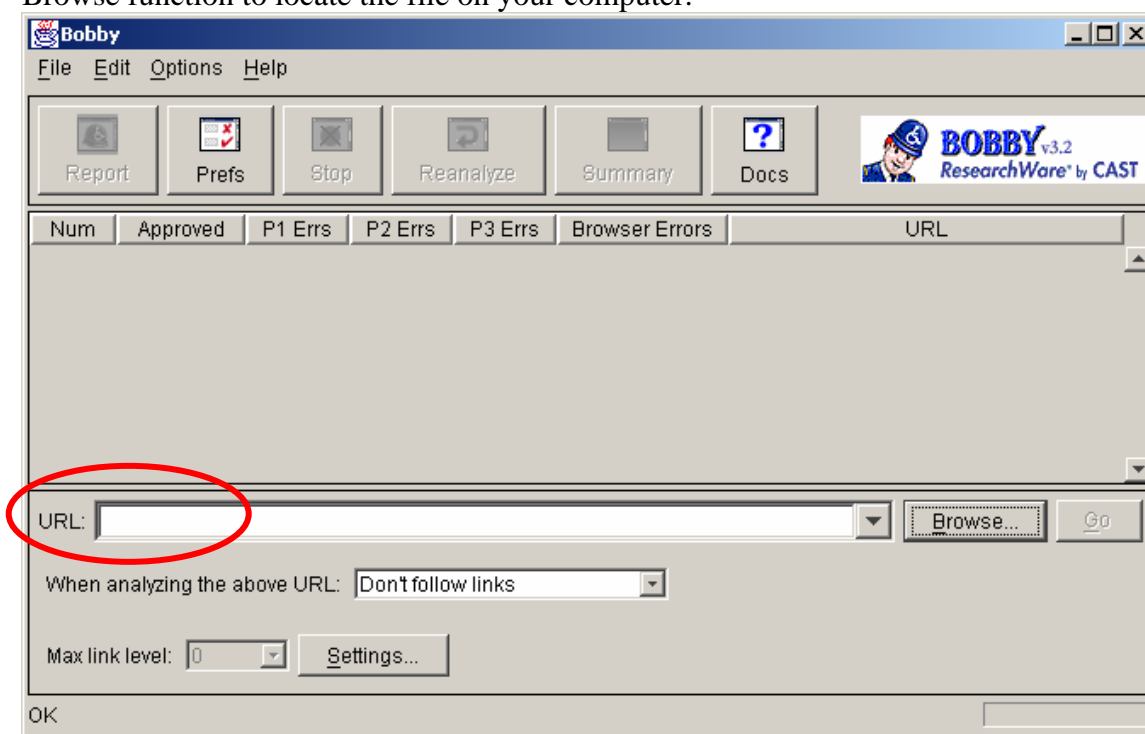 Browse function to locate the file on your computer.
Bobby
File Edit Options Help
Report Prefs Stop Reanalyze Summary Docs
BOBBY v3.2
ResearchWare* by CAST
Num Approved P1 Errs P2 Errs P3 Errs Browser Errors URL
URL: Browse... Go
When analyzing the above URL: Don't follow links
Max link level: 0 Settings...
OK